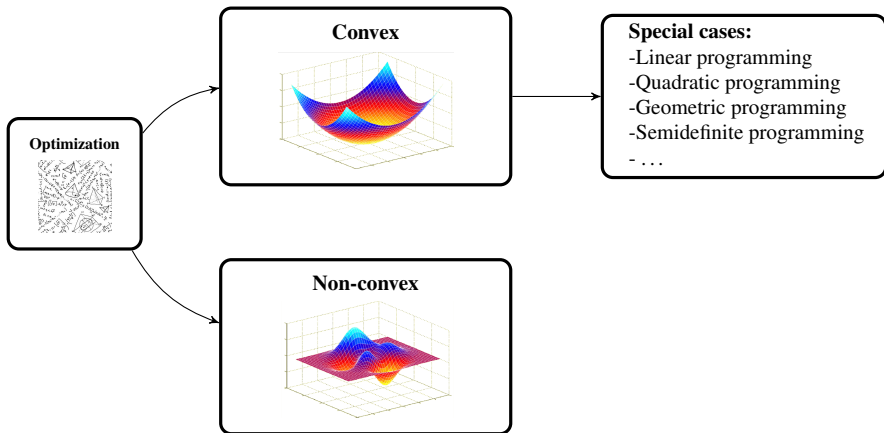 Optimization
Convex
Special cases:
-Linear programming
-Quadratic programming
-Geometric programming
-Semidefinite programming
- . . .
Non-convex